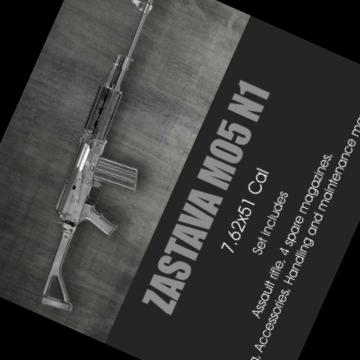 ZASTAVA M05 N1
7.62x51 Cal
Set includes
Assault rifle, 4 spare magazines,
Accessories, Handling and maintenance